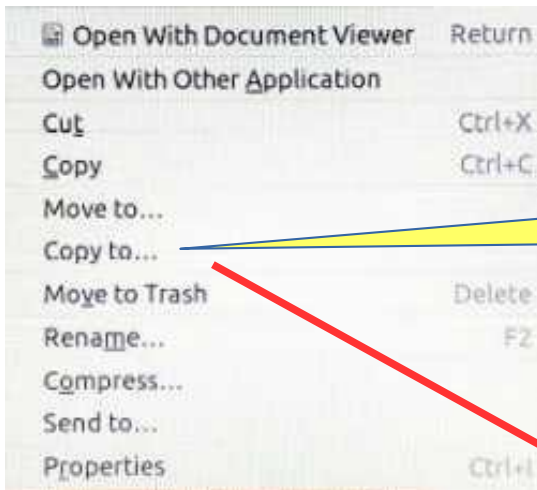 Open With Document Viewer Return
Open With Other Application
Cut Ctrl+X
Copy Ctrl+C
Move to...
Copy to...
Move to Trash Delete
Rename... F2
Compress...
Send to...
Properties Ctrl+I